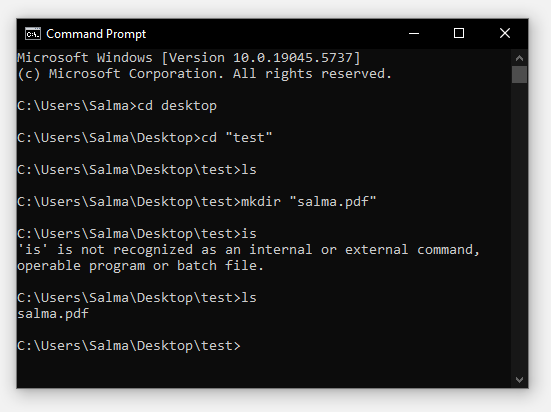 Command Prompt
Microsoft Windows [Version 10.0.19045.5737]
(c) Microsoft Corporation. All rights reserved.
C:\Users\Salma>cd desktop
C:\Users\Salma\Desktop>cd "test"
C:\Users\Salma\Desktop\test>ls
C:\Users\Salma\Desktop\test>mkdir "salma.pdf"
C:\Users\Salma\Desktop\test>is
'is' is not recognized as an internal or external command,
operable program or batch file.
C:\Users\Salma\Desktop\test>ls
salma.pdf
C:\Users\Salma\Desktop\test>